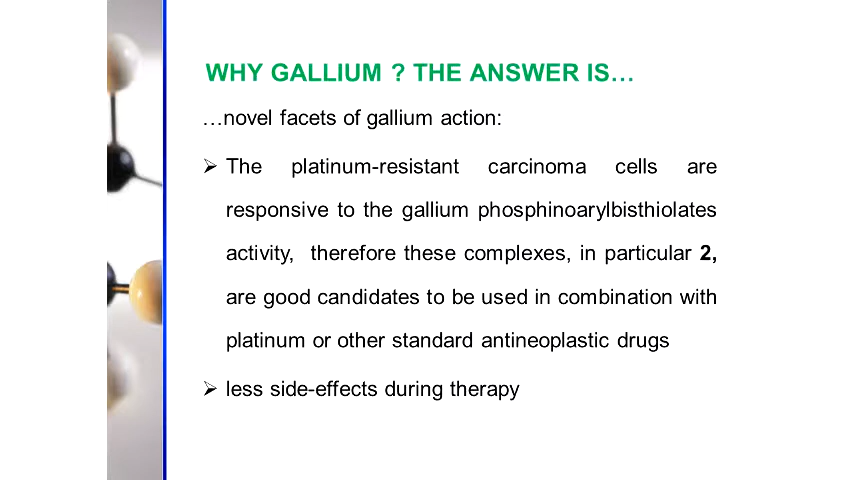 WHY GALLIUM ? THE ANSWER IS…
…novel facets of gallium action:
➢ The platinum-resistant carcinoma cells are
responsive to the gallium phosphinoarylbisthiolates
activity, therefore these complexes, in particular 2,
are good candidates to be used in combination with
platinum or other standard antineoplastic drugs
➢ less side-effects during therapy